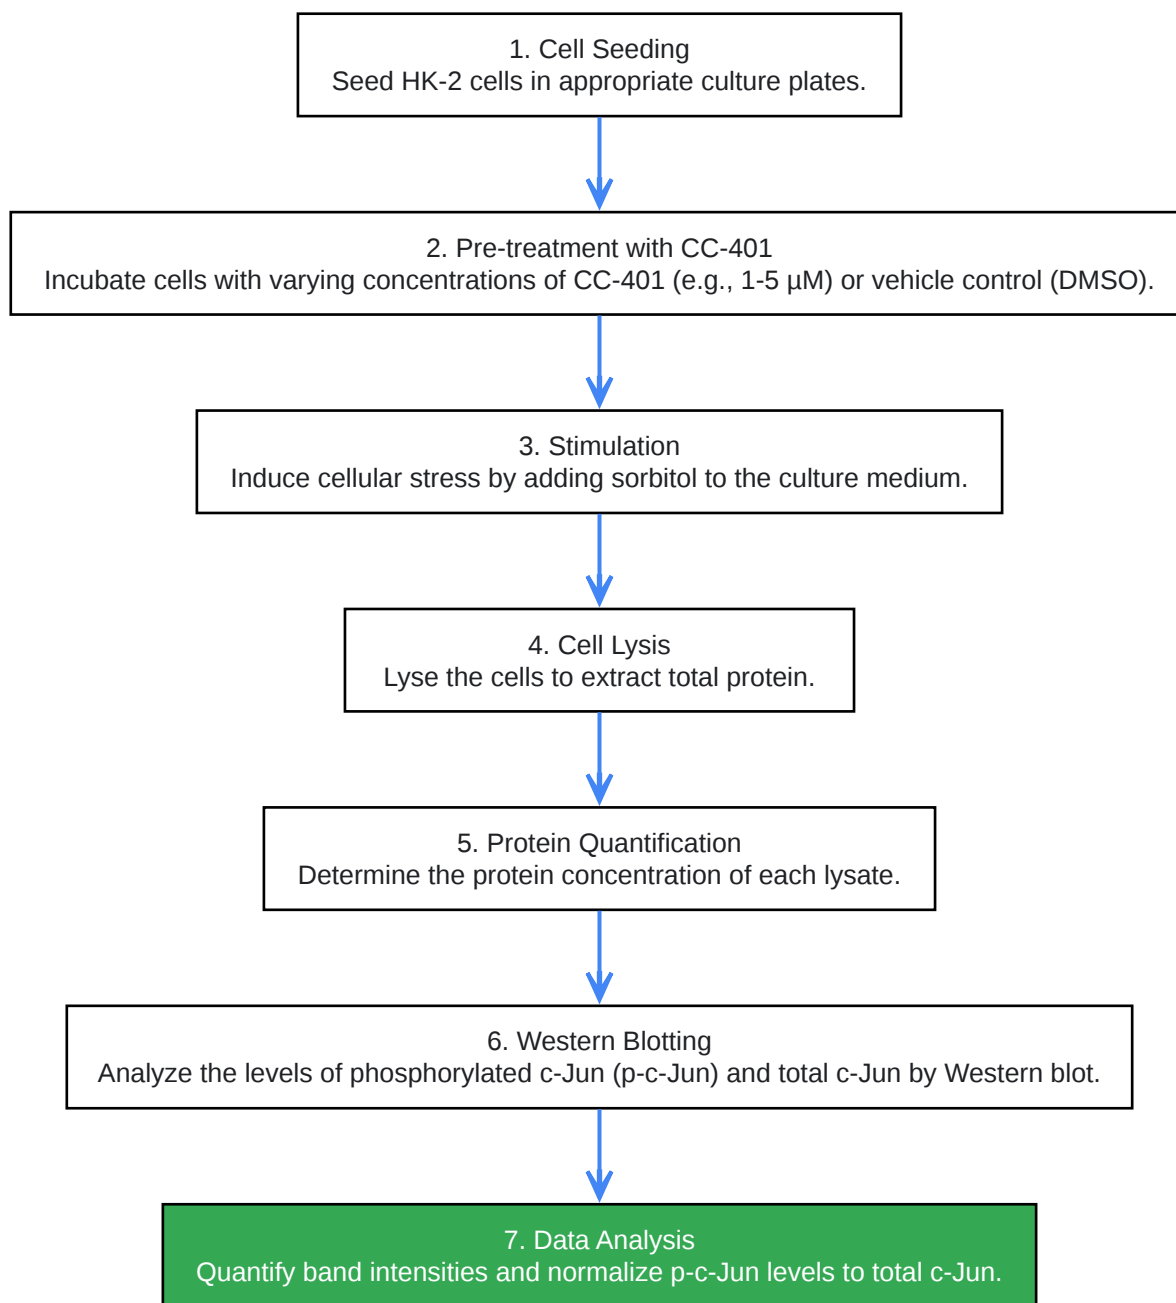 1. Cell Seeding
Seed HK-2 cells in appropriate culture plates.
2. Pre-treatment with CC-401
Incubate cells with varying concentrations of CC-401 (e.g., 1-5 µM) or vehicle control (DMSO).
3. Stimulation
Induce cellular stress by adding sorbitol to the culture medium.
4. Cell Lysis
Lyse the cells to extract total protein.
5. Protein Quantification
Determine the protein concentration of each lysate.
6. Western Blotting
Analyze the levels of phosphorylated c-Jun (p-c-Jun) and total c-Jun by Western blot.
7. Data Analysis
Quantify band intensities and normalize p-c-Jun levels to total c-Jun.